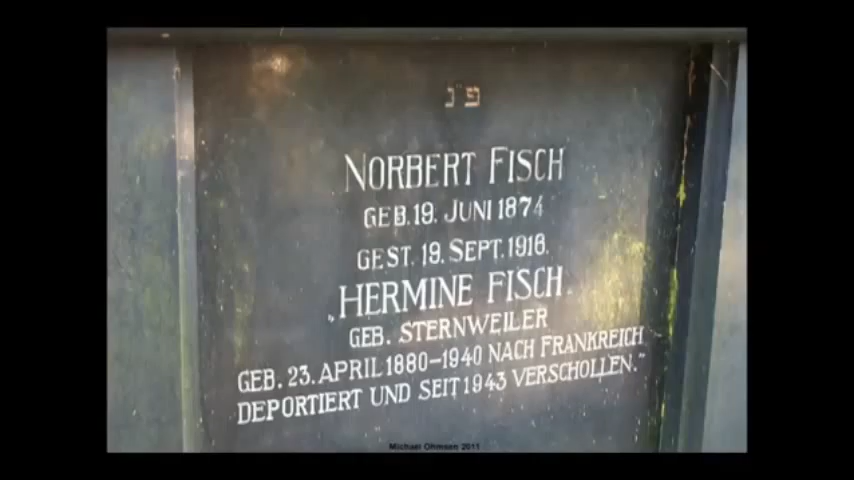 פ״נ
NORBERT FISCH
GEB. 19. JUNI 1874
GEST. 19. SEPT. 1916.
„HERMINE FISCH
GEB. STERNWEILER
GEB. 23. APRIL 1880–1940 NACH FRANKREICH
DEPORTIERT UND SEIT 1943 VERSCHOLLEN.“
Michael Ohmsen 2011